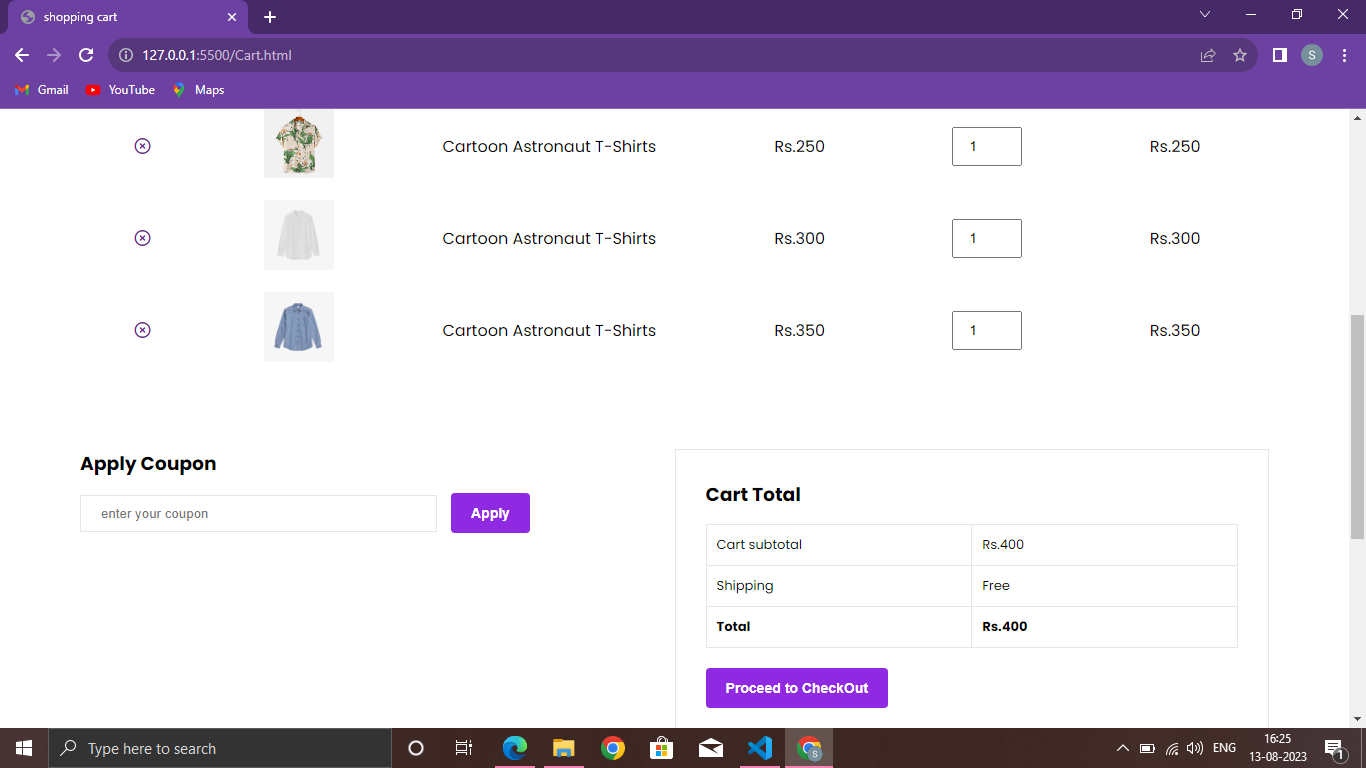 shopping cart
127.0.0.1:5500/Cart.html
S
Gmail
YouTube
Maps
Cartoon Astronaut T-Shirts Rs.250 1 Rs.250
Cartoon Astronaut T-Shirts Rs.300 1 Rs.300
Cartoon Astronaut T-Shirts Rs.350 1 Rs.350
Apply Coupon
enter your coupon
Apply
Cart Total
Cart subtotal Rs.400
Shipping Free
Total Rs.400
Proceed to CheckOut
Type here to search
S
ENG
16:25
13-08-2023
1